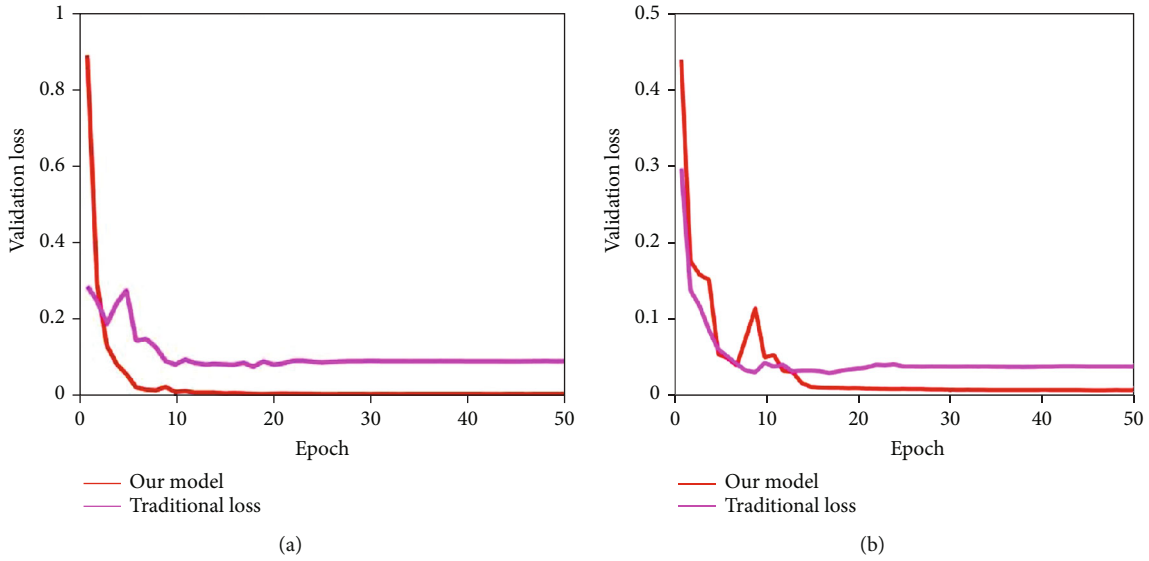 Validation loss
1
0.8
0.6
0.4
0.2
0
0 10 20 30 40 50
Epoch
Our model
Traditional loss
(a)
Validation loss
0.5
0.4
0.3
0.2
0.1
0
0 10 20 30 40 50
Epoch
Our model
Traditional loss
(b)